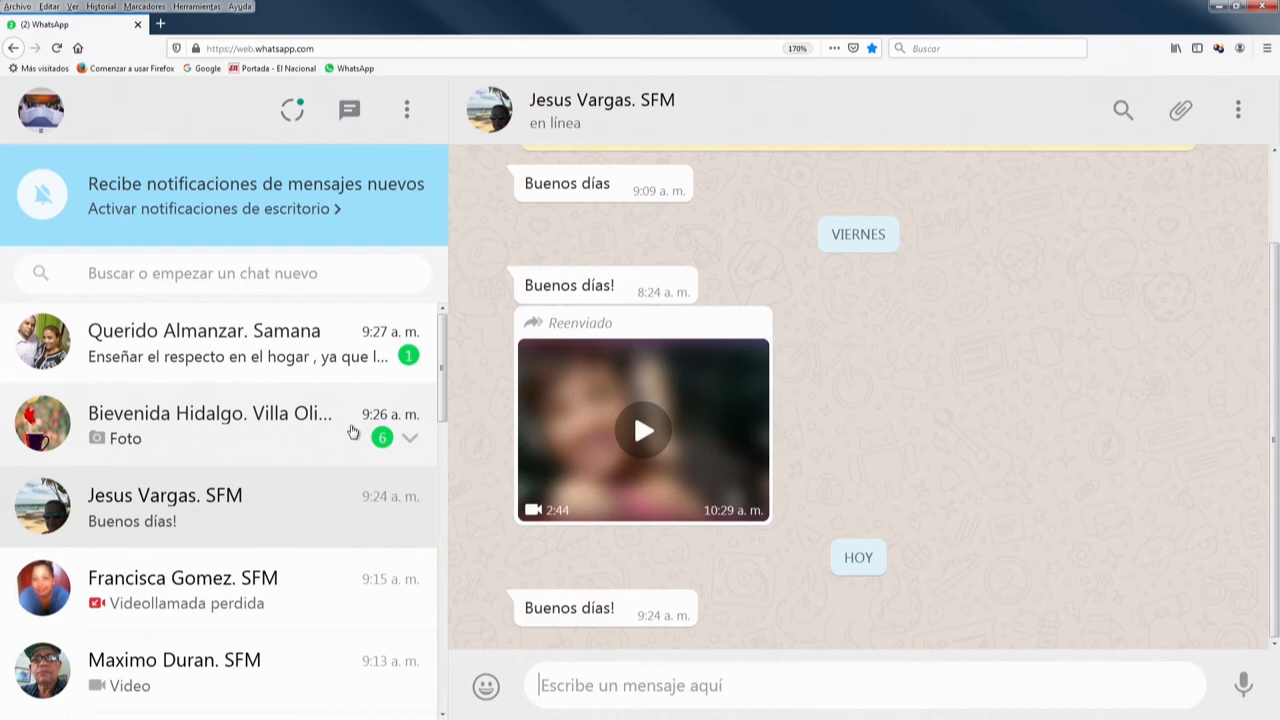 Archivo Editar Ver Historial Marcadores Herramientas Ayuda
(2) WhatsApp
https://web.whatsapp.com
170%
Buscar
Más visitados Comenzar a usar Firefox Google Portada - El Nacional WhatsApp
Jesus Vargas. SFM
en línea
Recibe notificaciones de mensajes nuevos
Activar notificaciones de escritorio >
Buscar o empezar un chat nuevo
Querido Almanzar. Samana 9:27 a. m.
Enseñar el respecto en el hogar , ya que l... 1
Bievenida Hidalgo. Villa Oli... 9:26 a. m.
Foto 6
Jesus Vargas. SFM 9:24 a. m.
Buenos días!
Francisca Gomez. SFM 9:15 a. m.
Videollamada perdida
Maximo Duran. SFM 9:13 a. m.
Video
Buenos días 9:09 a. m.
VIERNES
Buenos días! 8:24 a. m.
Reenviado
2:44 10:29 a. m.
HOY
Buenos días! 9:24 a. m.
Escribe un mensaje aquí